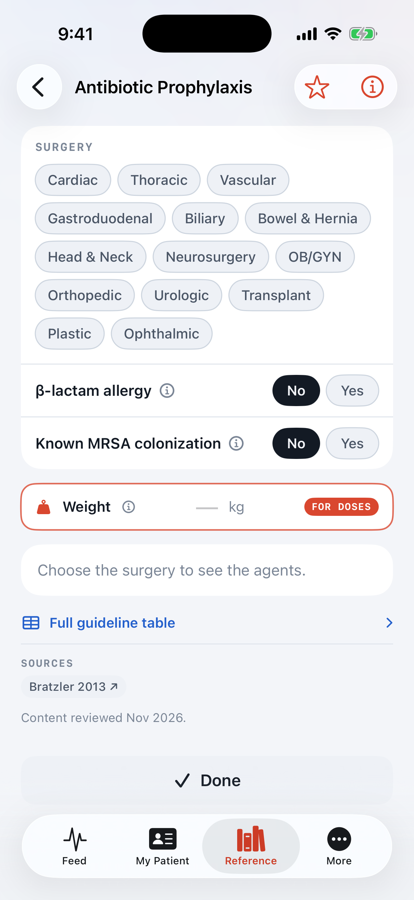 9:41
Antibiotic Prophylaxis
SURGERY
Cardiac Thoracic Vascular
Gastroduodenal Biliary Bowel & Hernia
Head & Neck Neurosurgery OB/GYN
Orthopedic Urologic Transplant
Plastic Ophthalmic
β-lactam allergy No Yes
Known MRSA colonization No Yes
Weight kg FOR DOSES
Choose the surgery to see the agents.
Full guideline table
SOURCES
Bratzler 2013 ↗
Content reviewed Nov 2026.
Done
Feed My Patient Reference More